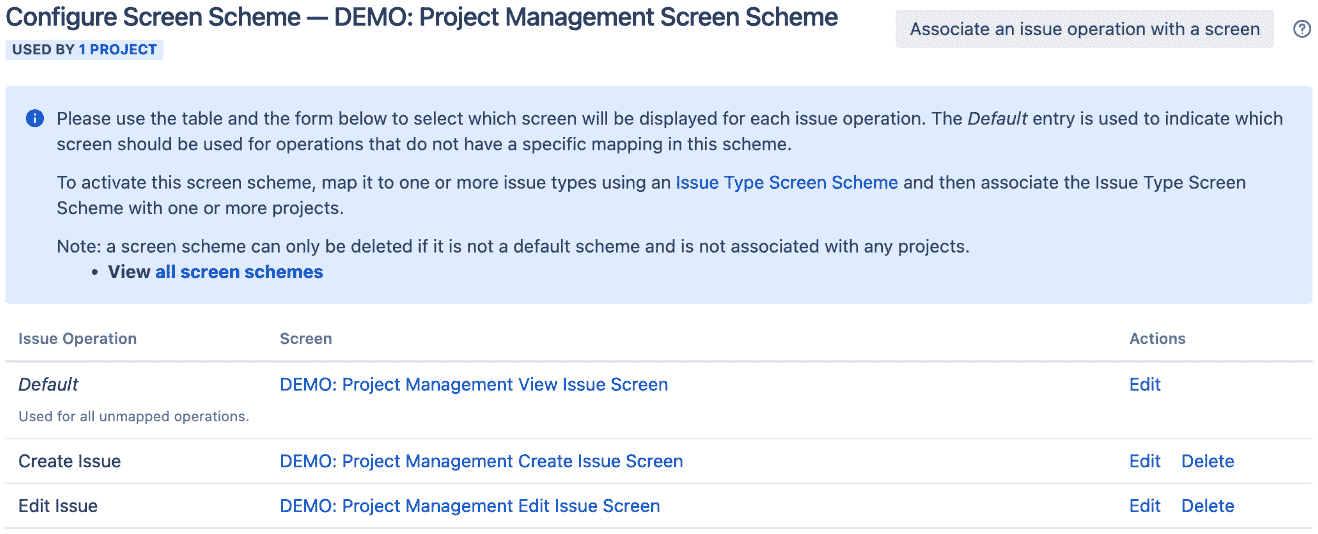 Configure Screen Scheme — DEMO: Project Management Screen Scheme
Associate an issue operation with a screen
USED BY 1 PROJECT
Please use the table and the form below to select which screen will be displayed for each issue operation. The Default entry is used to indicate which
screen should be used for operations that do not have a specific mapping in this scheme.
To activate this screen scheme, map it to one or more issue types using an Issue Type Screen Scheme and then associate the Issue Type Screen
Scheme with one or more projects.
Note: a screen scheme can only be deleted if it is not a default scheme and is not associated with any projects.
• View all screen schemes
Issue Operation Screen Actions
Default DEMO: Project Management View Issue Screen Edit
Used for all unmapped operations.
Create Issue DEMO: Project Management Create Issue Screen Edit Delete
Edit Issue DEMO: Project Management Edit Issue Screen Edit Delete